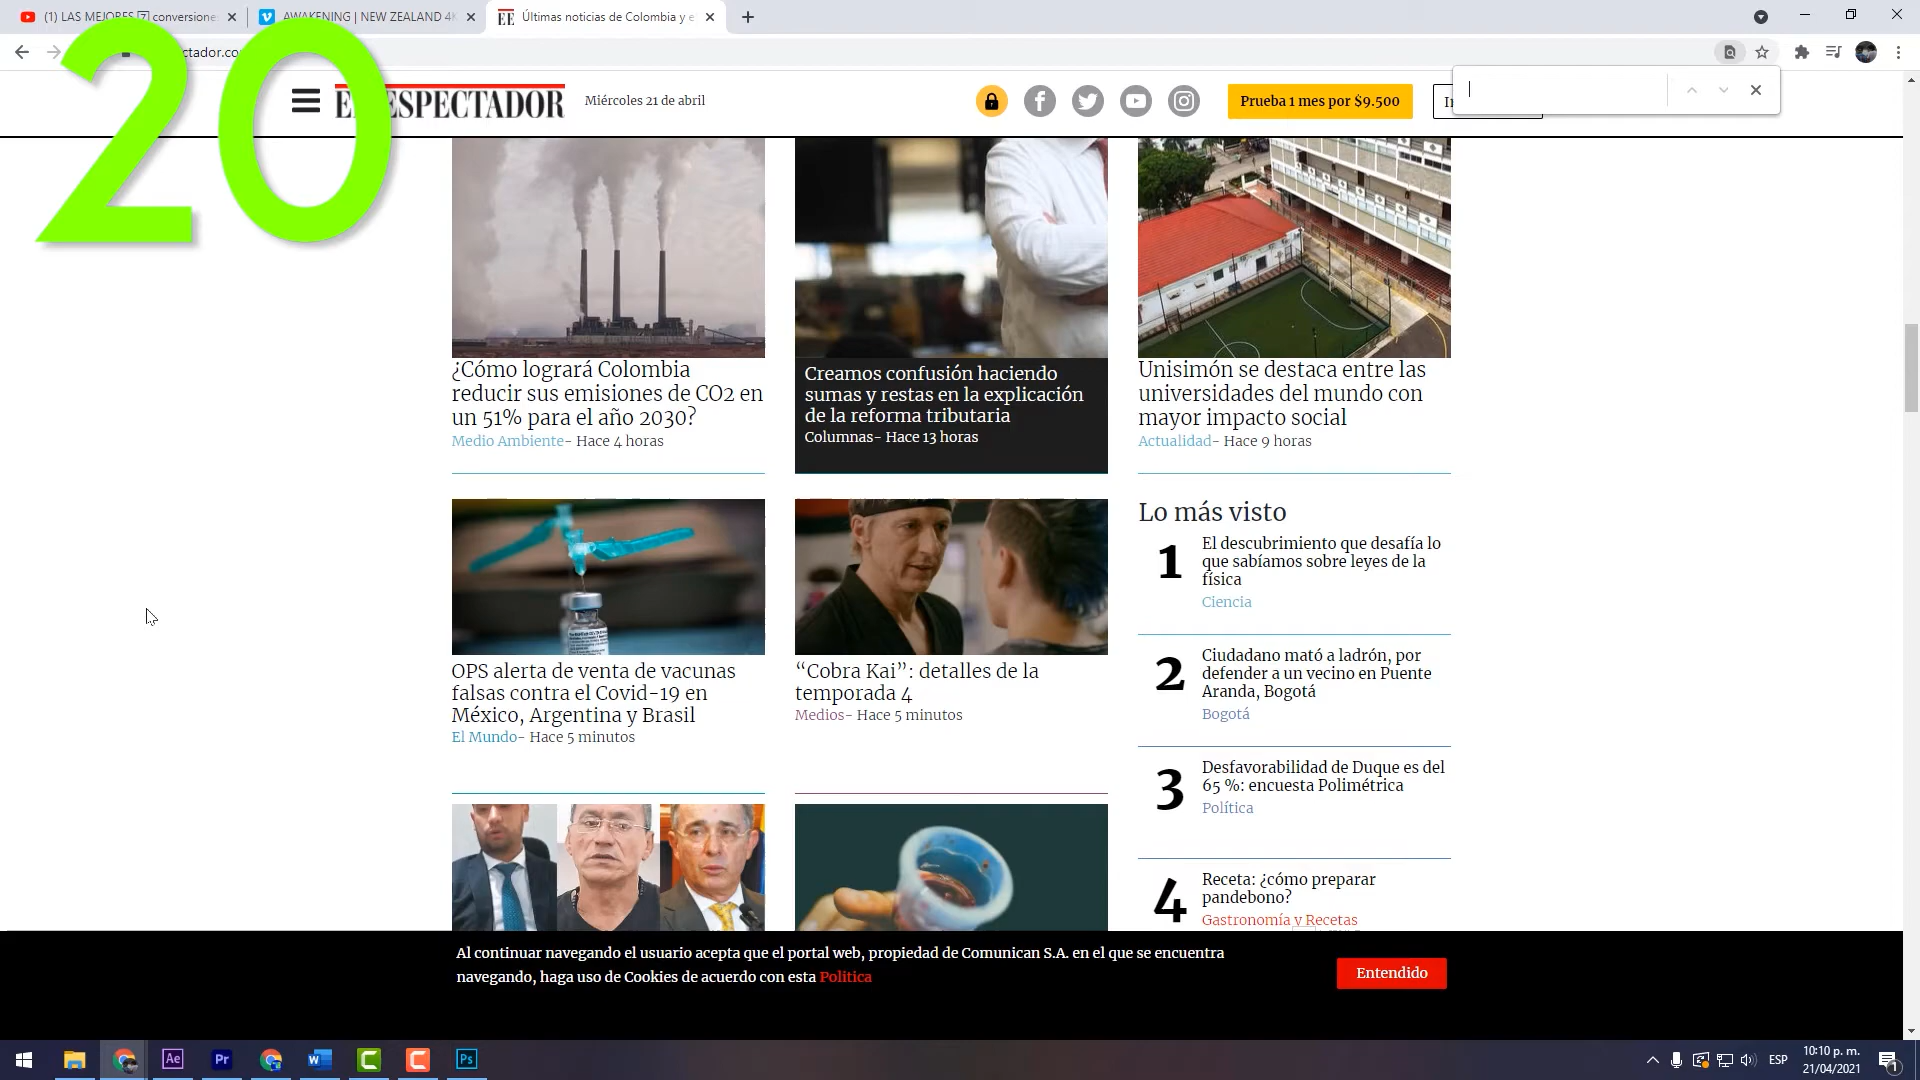 (1) LAS MEJORES 7 conversione
AWAKENING | NEW ZEALAND 4K
Últimas noticias de Colombia y e
20
ctador.co
EL ESPECTADOR
Miércoles 21 de abril
Prueba 1 mes por $9.500
¿Cómo logrará Colombia
reducir sus emisiones de CO2 en
un 51% para el año 2030?
Medio Ambiente- Hace 4 horas
Creamos confusión haciendo
sumas y restas en la explicación
de la reforma tributaria
Columnas- Hace 13 horas
Unisimón se destaca entre las
universidades del mundo con
mayor impacto social
Actualidad- Hace 9 horas
OPS alerta de venta de vacunas
falsas contra el Covid-19 en
México, Argentina y Brasil
El Mundo- Hace 5 minutos
“Cobra Kai”: detalles de la
temporada 4
Medios- Hace 5 minutos
Lo más visto
1
El descubrimiento que desafía lo
que sabíamos sobre leyes de la
física
Ciencia
2
Ciudadano mató a ladrón, por
defender a un vecino en Puente
Aranda, Bogotá
Bogotá
3
Desfavorabilidad de Duque es del
65 %: encuesta Polimétrica
Política
4
Receta: ¿cómo preparar
pandebono?
Gastronomía y Recetas
Al continuar navegando el usuario acepta que el portal web, propiedad de Comunican S.A. en el que se encuentra
navegando, haga uso de Cookies de acuerdo con esta Politica
Entendido
Ae
Pr
W
Ps
ESP
10:10 p. m.
21/04/2021
1